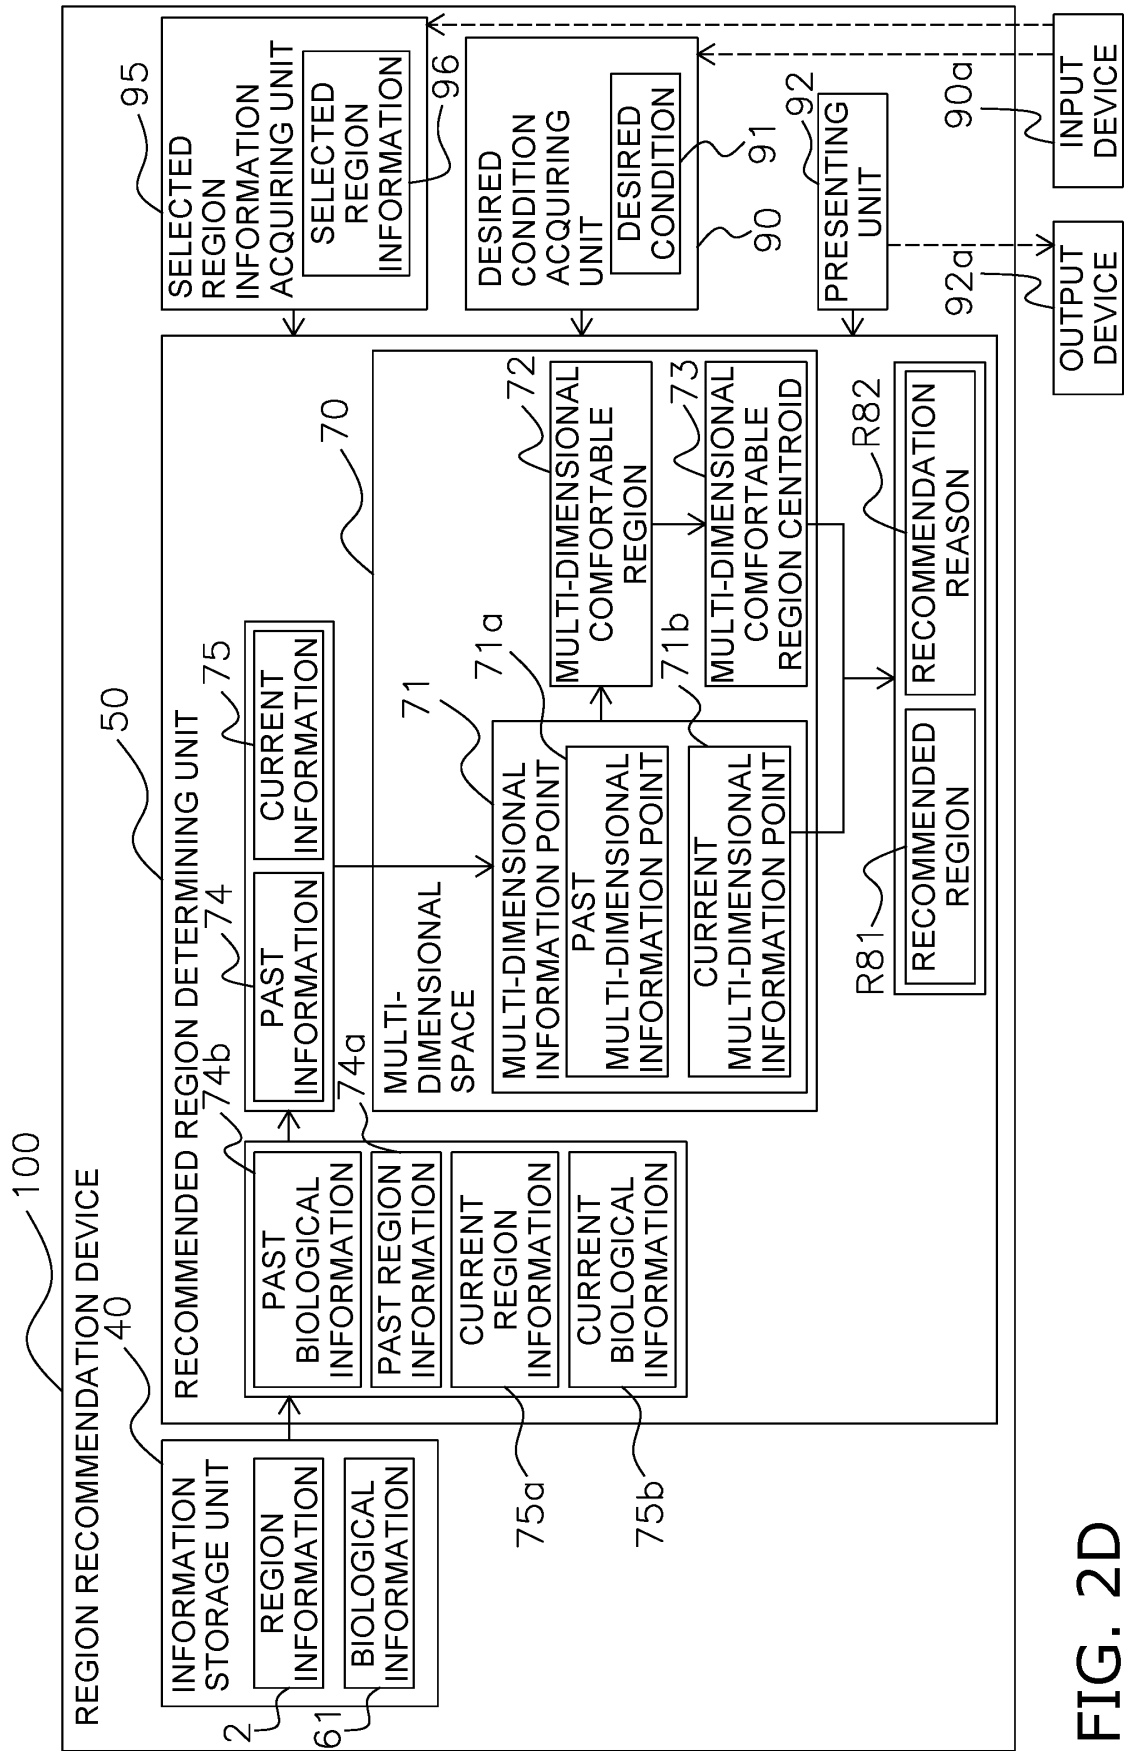 REGION RECOMMENDATION DEVICE
100
40
INFORMATION
STORAGE UNIT
REGION
INFORMATION
2
BIOLOGICAL
INFORMATION
61
RECOMMENDED REGION DETERMINING UNIT
50
74b
PAST
BIOLOGICAL
INFORMATION
74a
PAST REGION
INFORMATION
CURRENT
REGION
INFORMATION
75a
CURRENT
BIOLOGICAL
INFORMATION
75b
74
PAST
INFORMATION
75
CURRENT
INFORMATION
70
MULTI-
DIMENSIONAL
SPACE
71
MULTI-DIMENSIONAL
INFORMATION POINT
71a
PAST
MULTI-DIMENSIONAL
INFORMATION POINT
71b
CURRENT
MULTI-DIMENSIONAL
INFORMATION POINT
72
MULTI-DIMENSIONAL
COMFORTABLE
REGION
73
MULTI-DIMENSIONAL
COMFORTABLE
REGION CENTROID
R81
RECOMMENDED
REGION
R82
RECOMMENDATION
REASON
95
SELECTED
REGION
INFORMATION
ACQUIRING UNIT
SELECTED
REGION
INFORMATION
96
DESIRED
CONDITION
ACQUIRING
UNIT
DESIRED
CONDITION
91
90
92
PRESENTING
UNIT
92a
OUTPUT
DEVICE
90a
INPUT
DEVICE
FIG. 2D